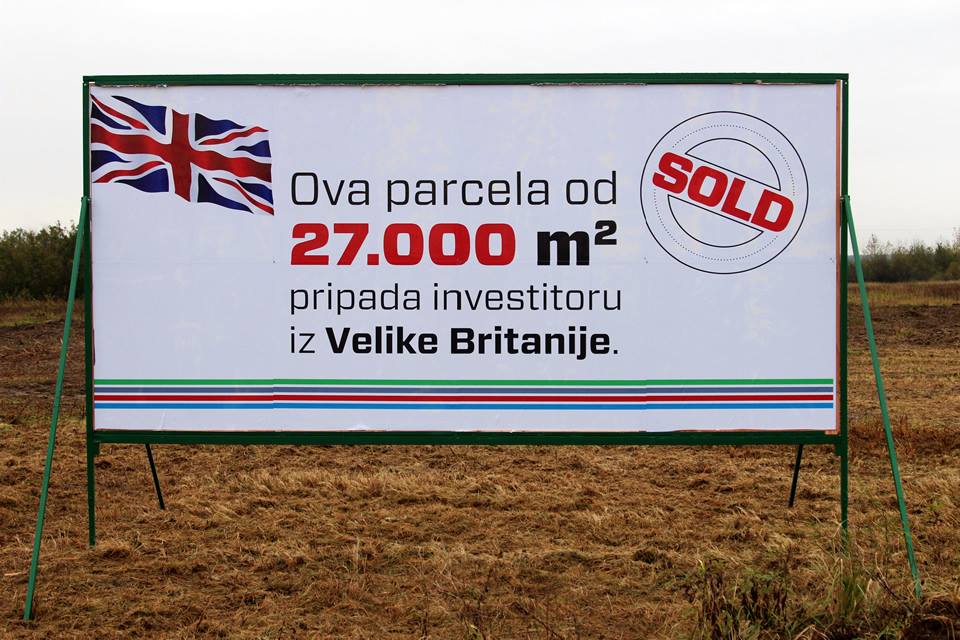 Ova parcela od
27.000 m²
pripada investitoru
iz Velike Britanije.
SOLD